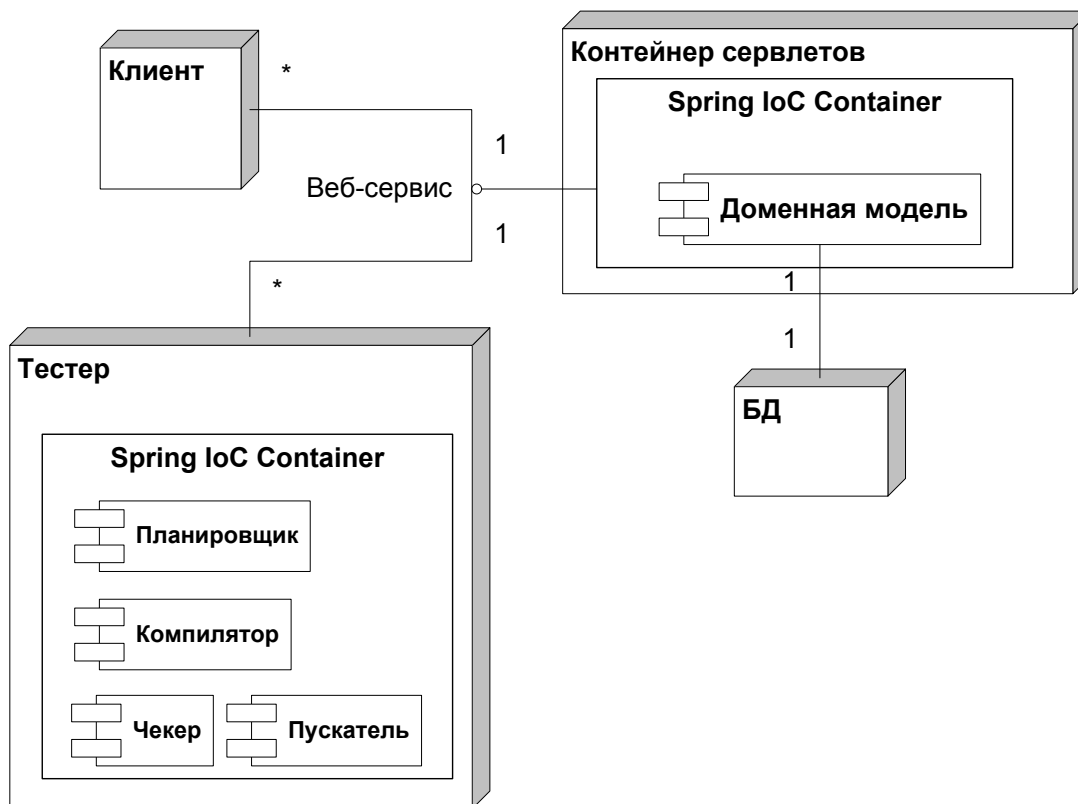 Клиент
*
Контейнер сервлетов
Spring IoC Container
1
Веб-сервис
Доменная модель
1
*
1
1
Тестер
БД
Spring IoC Container
Планировщик
Компилятор
Чекер
Пускатель